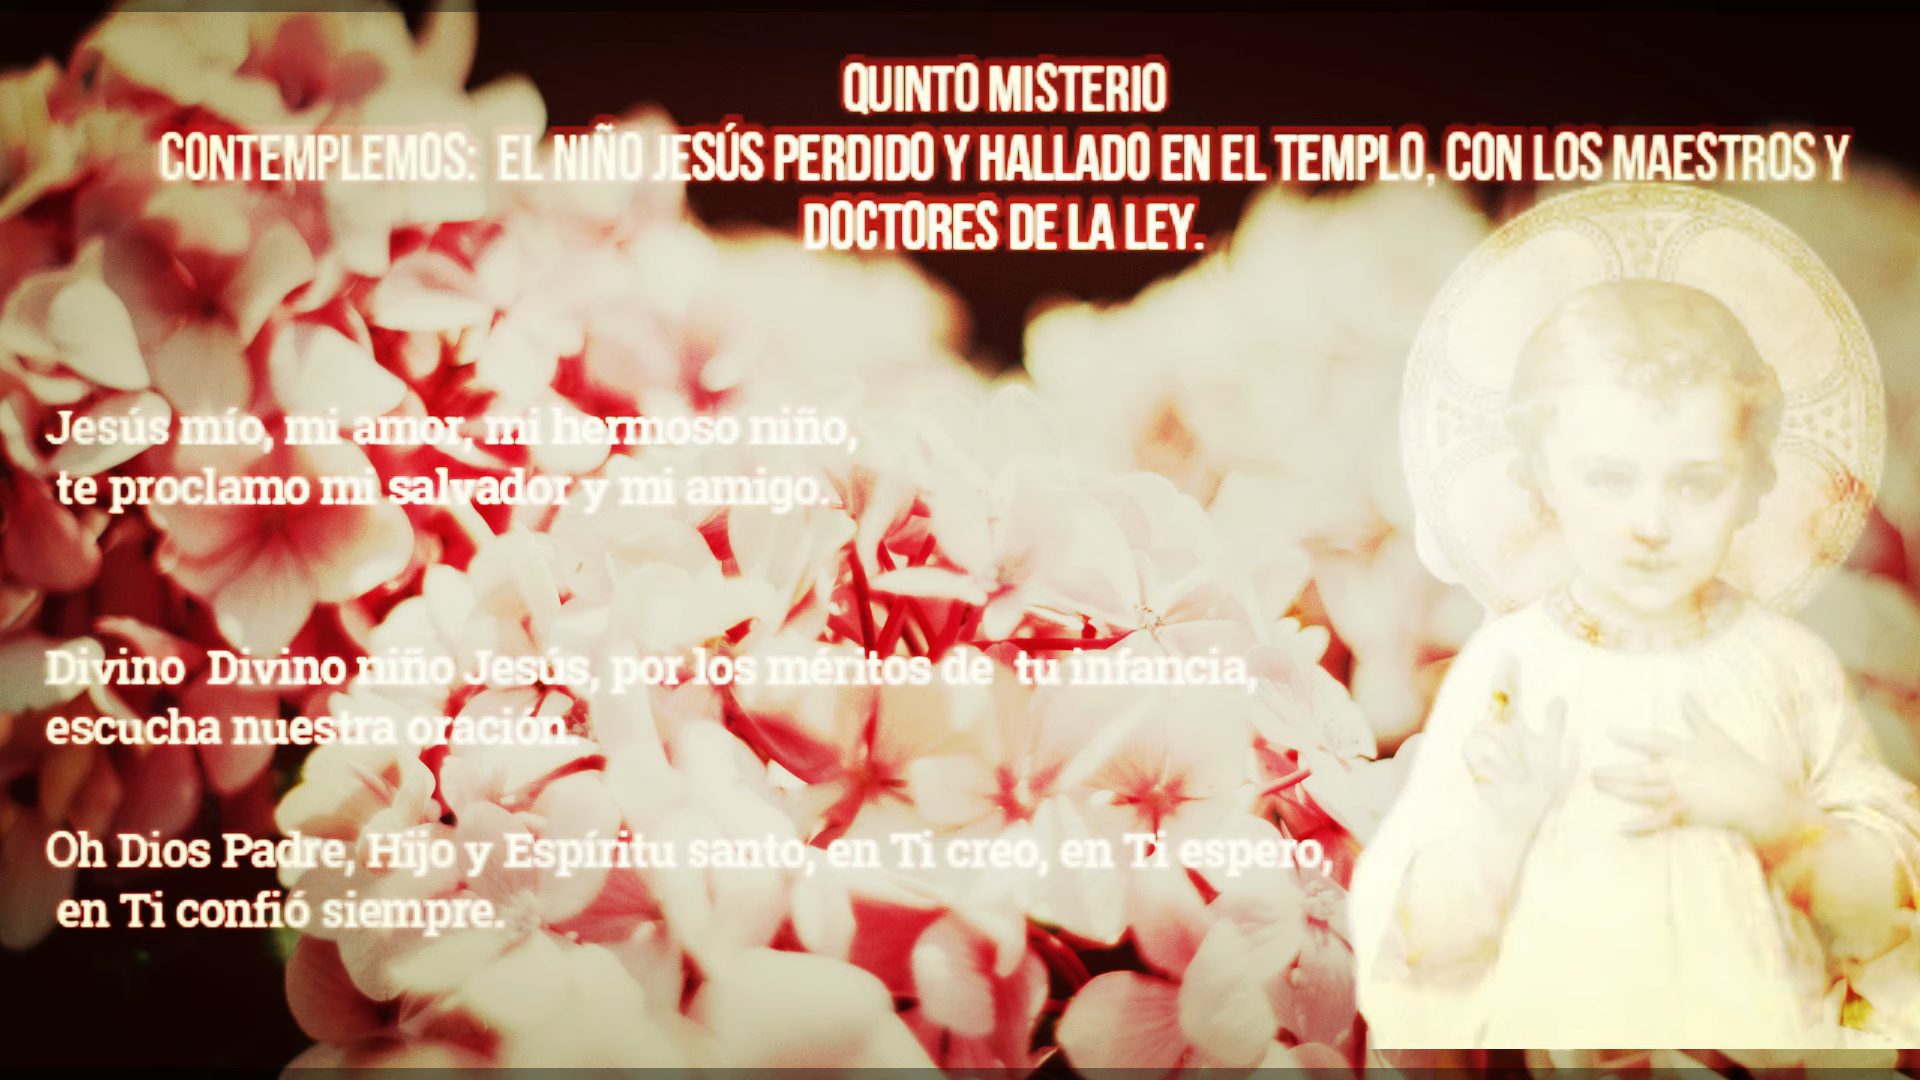 QUINTO MISTERIO
CONTEMPLEMOS: EL NIÑO JESÚS PERDIDO Y HALLADO EN EL TEMPLO, CON LOS MAESTROS Y
DOCTORES DE LA LEY.
Jesús mío, mi amor, mi hermoso niño,
te proclamo mi salvador y mi amigo.
Divino Divino niño Jesús, por los méritos de tu infancia,
escucha nuestra oración.
Oh Dios Padre, Hijo y Espíritu santo, en Ti creo, en Ti espero,
en Ti confió siempre.